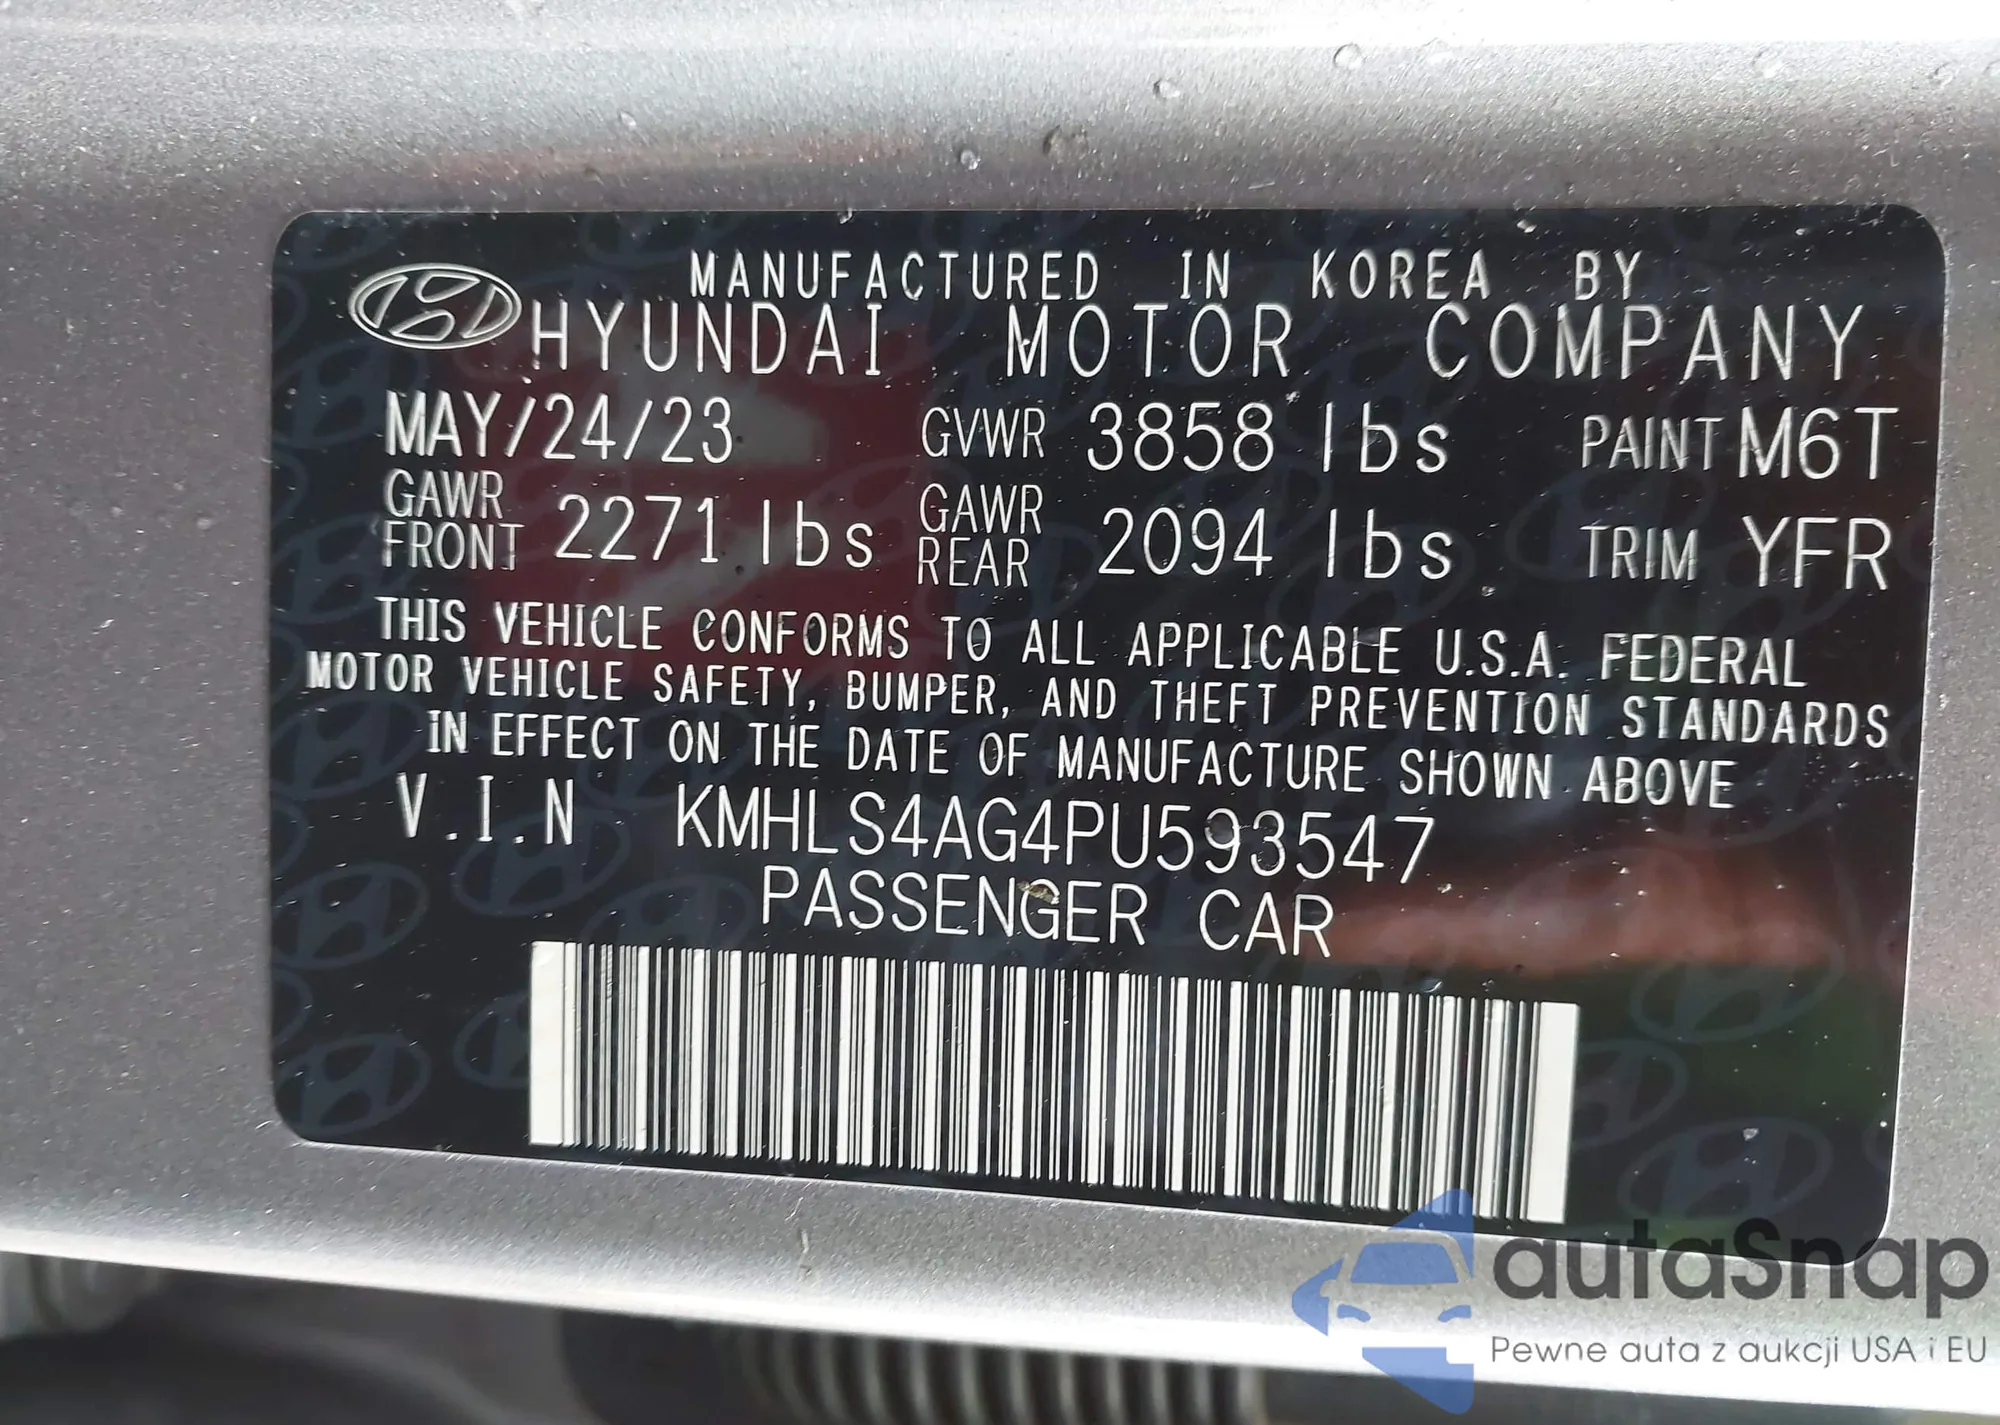 MANUFACTURED IN KOREA BY
HYUNDAI MOTOR COMPANY
MAY/24/23 GVWR 3858 lbs PAINT M6T
GAWR FRONT 2271 lbs GAWR REAR 2094 lbs TRIM YFR
THIS VEHICLE CONFORMS TO ALL APPLICABLE U.S.A. FEDERAL
MOTOR VEHICLE SAFETY, BUMPER, AND THEFT PREVENTION STANDARDS
IN EFFECT ON THE DATE OF MANUFACTURE SHOWN ABOVE
V.I.N KMHLS4AG4PU593547
PASSENGER CAR
autaSnap
Pewne auta z aukcji USA i EU